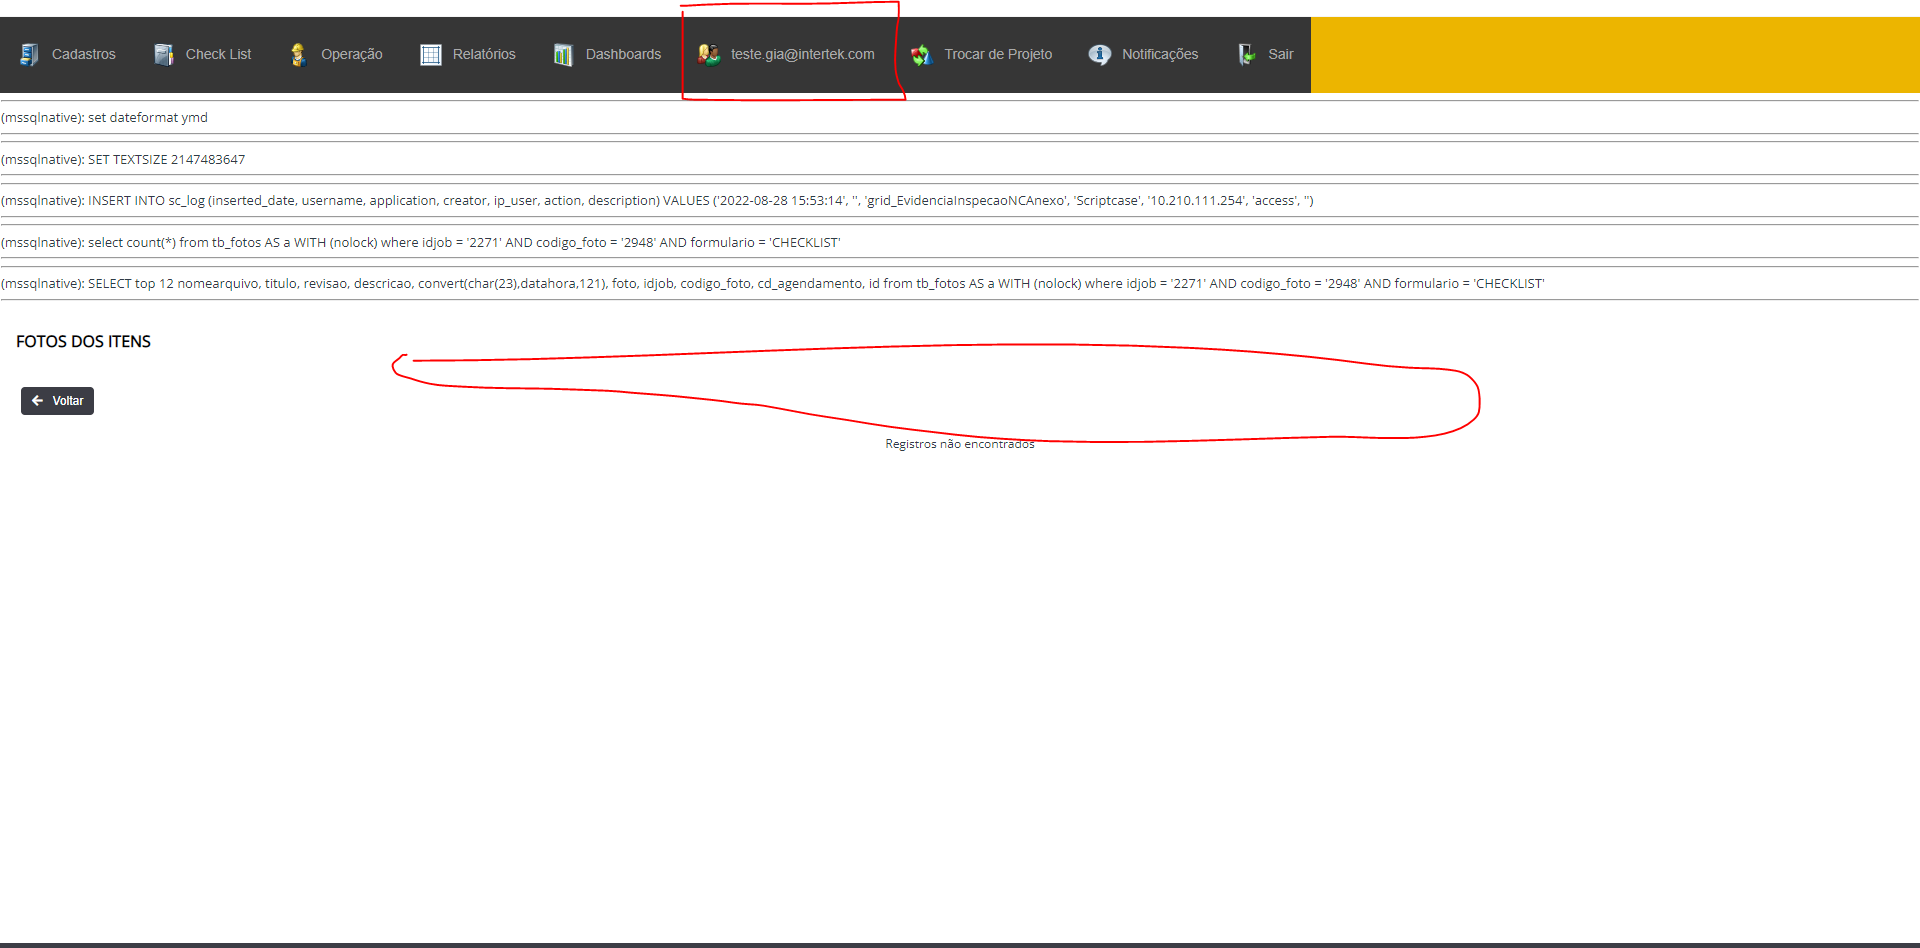 Cadastros Check List Operação Relatórios Dashboards teste.gia@intertek.com Trocar de Projeto Notificações Sair
(mssqlnative): set dateformat ymd
(mssqlnative): SET TEXTSIZE 2147483647
(mssqlnative): INSERT INTO sc_log (inserted_date, username, application, creator, ip_user, action, description) VALUES ('2022-08-28 15:53:14', '', 'grid_EvidenciaInspecaoNCAnexo', 'Scriptcase', '10.210.111.254', 'access', '')
(mssqlnative): select count(*) from tb_fotos AS a WITH (nolock) where idjob = '2271' AND codigo_foto = '2948' AND formulario = 'CHECKLIST'
(mssqlnative): SELECT top 12 nomearquivo, titulo, revisao, descricao, convert(char(23),datahora,121), foto, idjob, codigo_foto, cd_agendamento, id from tb_fotos AS a WITH (nolock) where idjob = '2271' AND codigo_foto = '2948' AND formulario = 'CHECKLIST'
FOTOS DOS ITENS
Voltar
Registros não encontrados